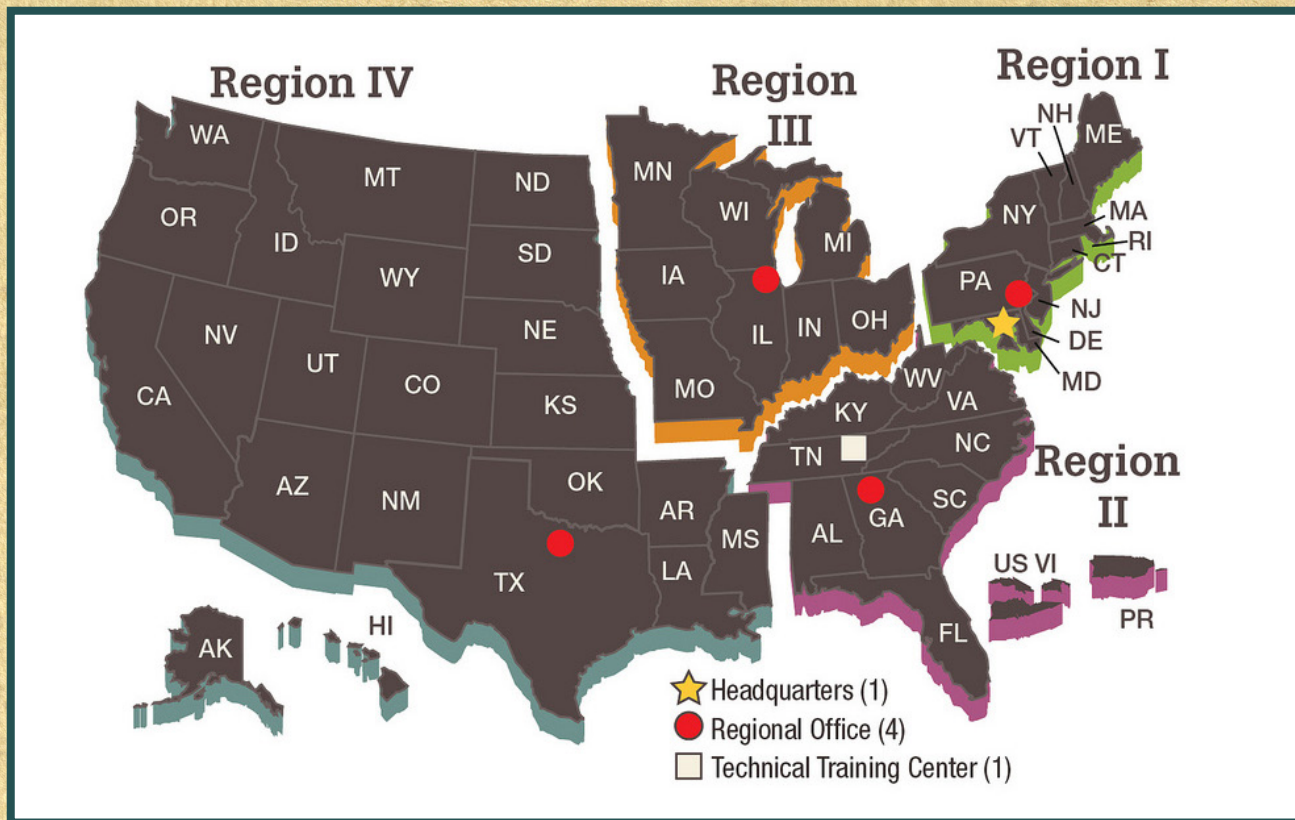 Region IV
Region
III
Region I
WA
MT
ND
OR
ID
SD
WY
NE
NV
UT
CO
KS
CA
AZ
NM
OK
TX
AR
LA
MS
AK
HI
MN
WI
MI
IA
IL
IN
OH
MO
NH
VT
ME
NY
MA
RI
CT
PA
NJ
DE
MD
WV
VA
KY
NC
TN
SC
GA
AL
FL
Region
II
US VI
PR
Headquarters (1)
Regional Office (4)
Technical Training Center (1)